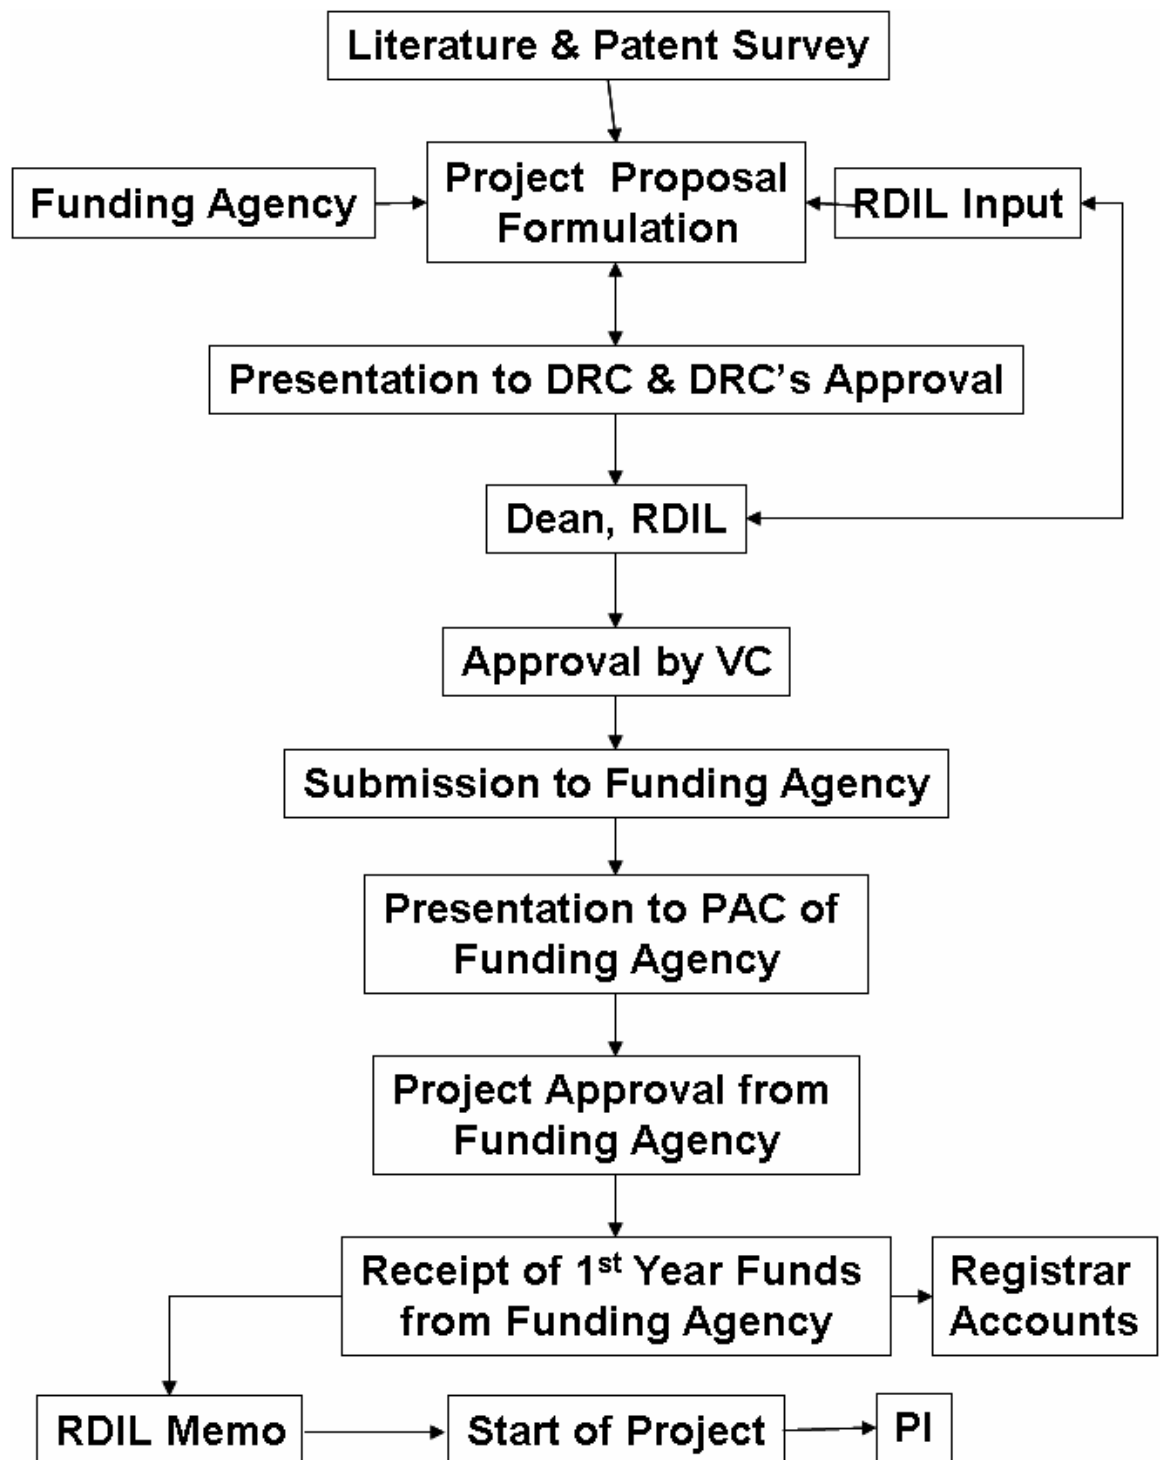 Literature & Patent Survey
Funding Agency
Project Proposal
Formulation
RDIL Input
Presentation to DRC & DRC's Approval
Dean, RDIL
Approval by VC
Submission to Funding Agency
Presentation to PAC of
Funding Agency
Project Approval from
Funding Agency
Receipt of 1st Year Funds
from Funding Agency
Registrar
Accounts
RDIL Memo
Start of Project
PI